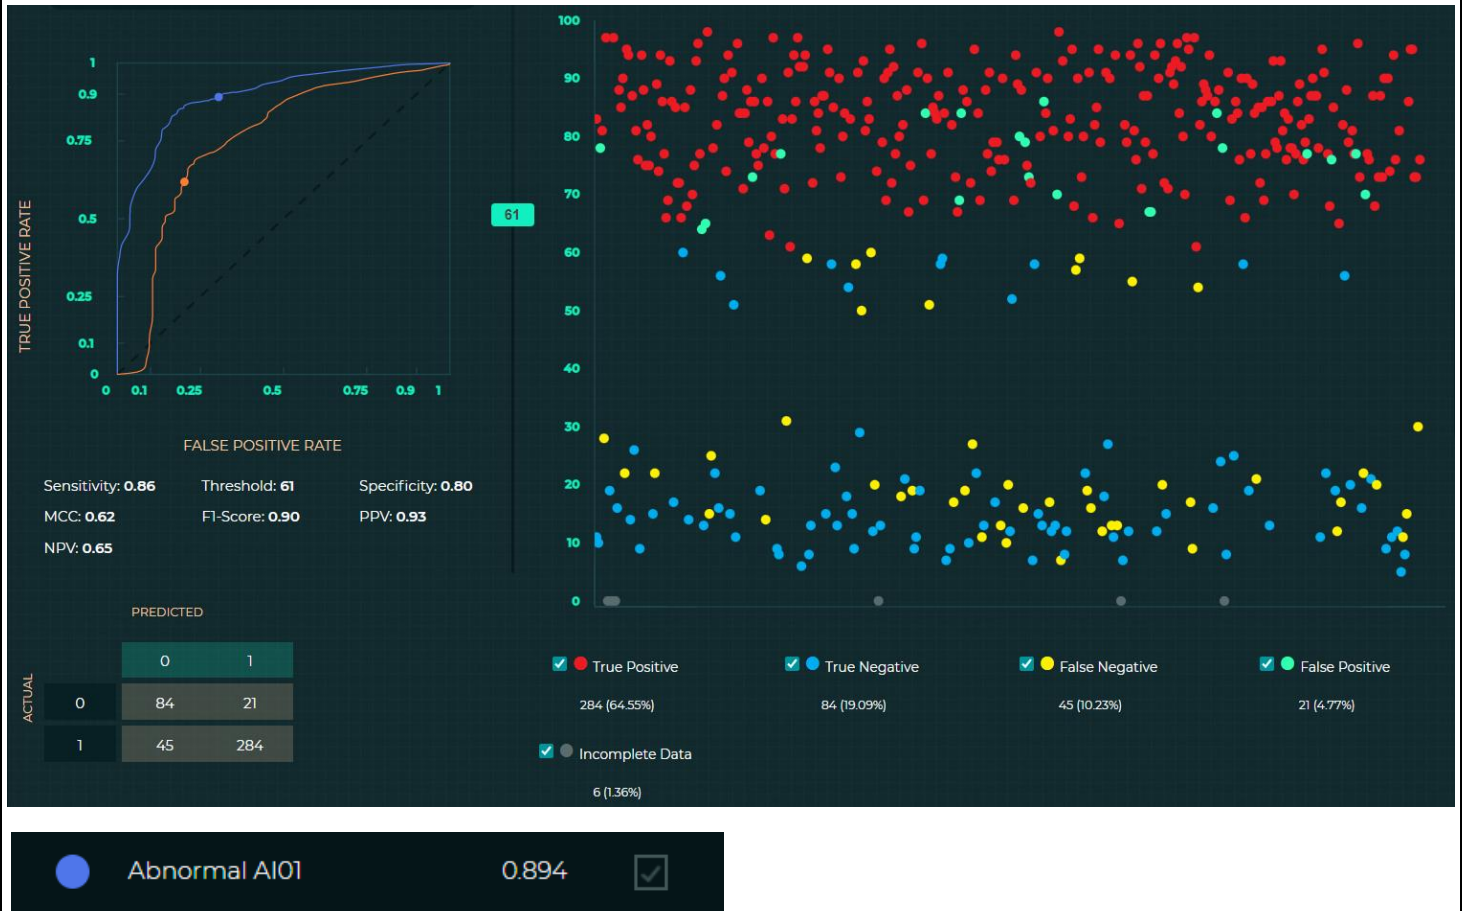 1
0.9
0.75
0.5
0.25
0.1
0
0 0.1 0.25 0.5 0.75 0.9 1
TRUE POSITIVE RATE
FALSE POSITIVE RATE
Sensitivity: 0.86 Threshold: 61 Specificity: 0.80
MCC: 0.62 F1-Score: 0.90 PPV: 0.93
NPV: 0.65
PREDICTED
ACTUAL
0 1
0 84 21
1 45 284
61
100
90
80
70
60
50
40
30
20
10
0
True Positive True Negative False Negative False Positive
284 (64.55%) 84 (19.09%) 45 (10.23%) 21 (4.77%)
Incomplete Data
6 (1.36%)
Abnormal AI01 0.894